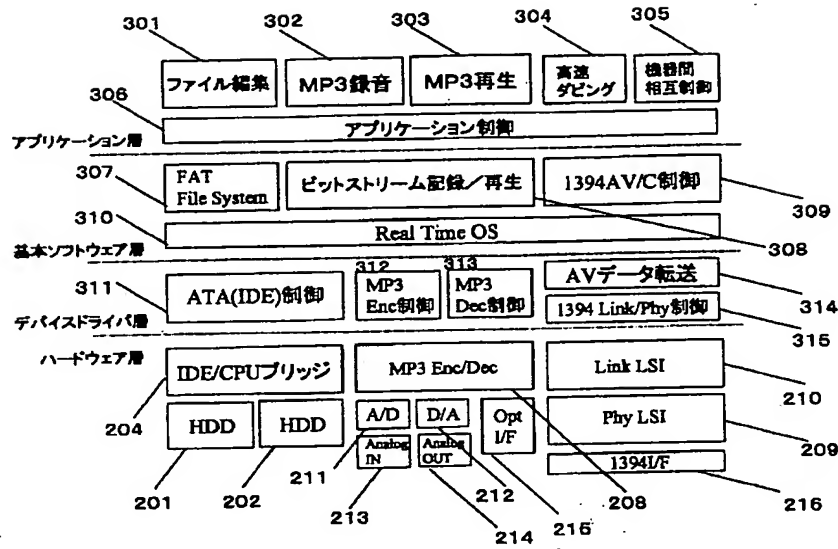 301
302
303
304
305
ファイル編集
MP3録音
MP3再生
高速
ダビング
機器間
相互制御
306
アプリケーション制御
アプリケーション層
307
FAT
File System
ビットストリーム記録/再生
1394AV/C制御
309
310
Real Time OS
308
基本ソフトウェア層
311
ATA(IDE)制御
312
MP3
Enc制御
313
MP3
Dec制御
AVデータ転送
314
1394 Link/Phy制御
315
デバイスドライバ層
ハードウェア層
IDE/CPUブリッジ
MP3 Enc/Dec
Link LSI
210
204
HDD
HDD
A/D
D/A
Opt
I/F
Phy LSI
209
Analog
IN
Analog
OUT
1394I/F
201
202
211
213
214
212
215
208
216